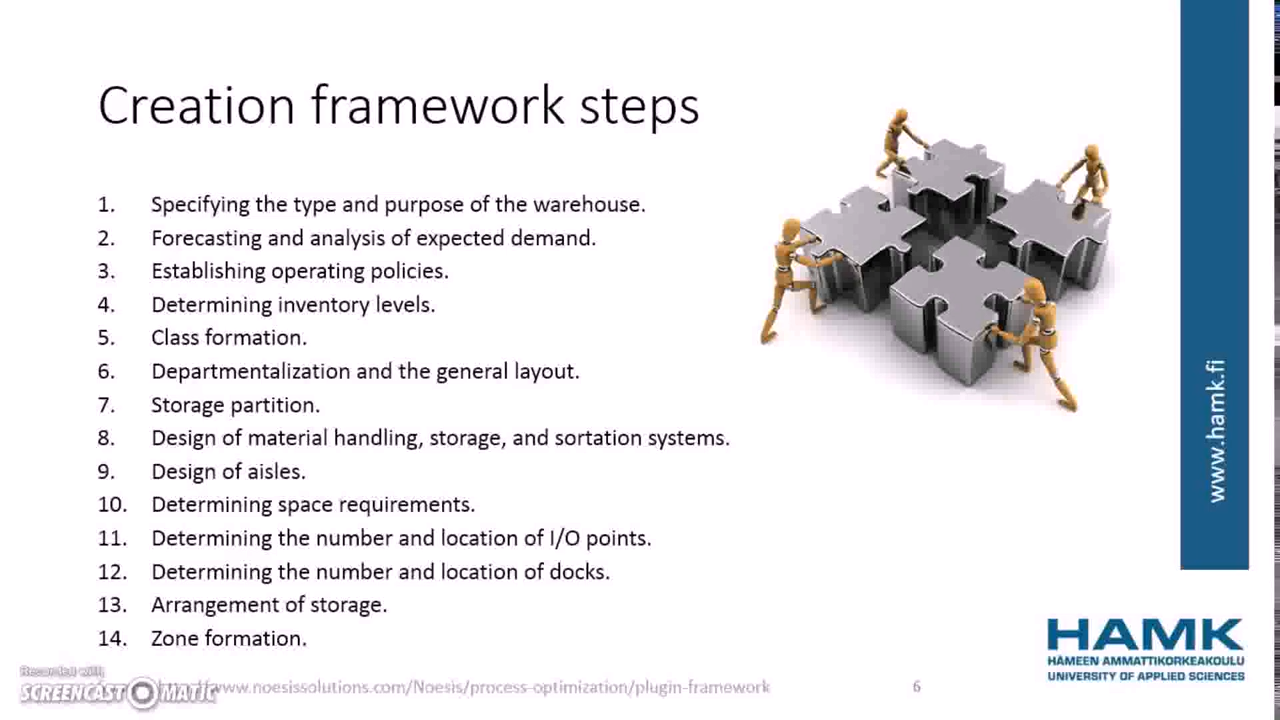 Creation framework steps
1. Specifying the type and purpose of the warehouse.
2. Forecasting and analysis of expected demand.
3. Establishing operating policies.
4. Determining inventory levels.
5. Class formation.
6. Departmentalization and the general layout.
7. Storage partition.
8. Design of material handling, storage, and sortation systems.
9. Design of aisles.
10. Determining space requirements.
11. Determining the number and location of I/O points.
12. Determining the number and location of docks.
13. Arrangement of storage.
14. Zone formation.
www.hamk.fi
HAMK
HÄMEEN AMMATTIKORKEAKOULU
UNIVERSITY OF APPLIED SCIENCES
Recorded with
SCREENCAST MATIC
www.noesissolutions.com/Noesis/process-optimization/plugin-framework
6